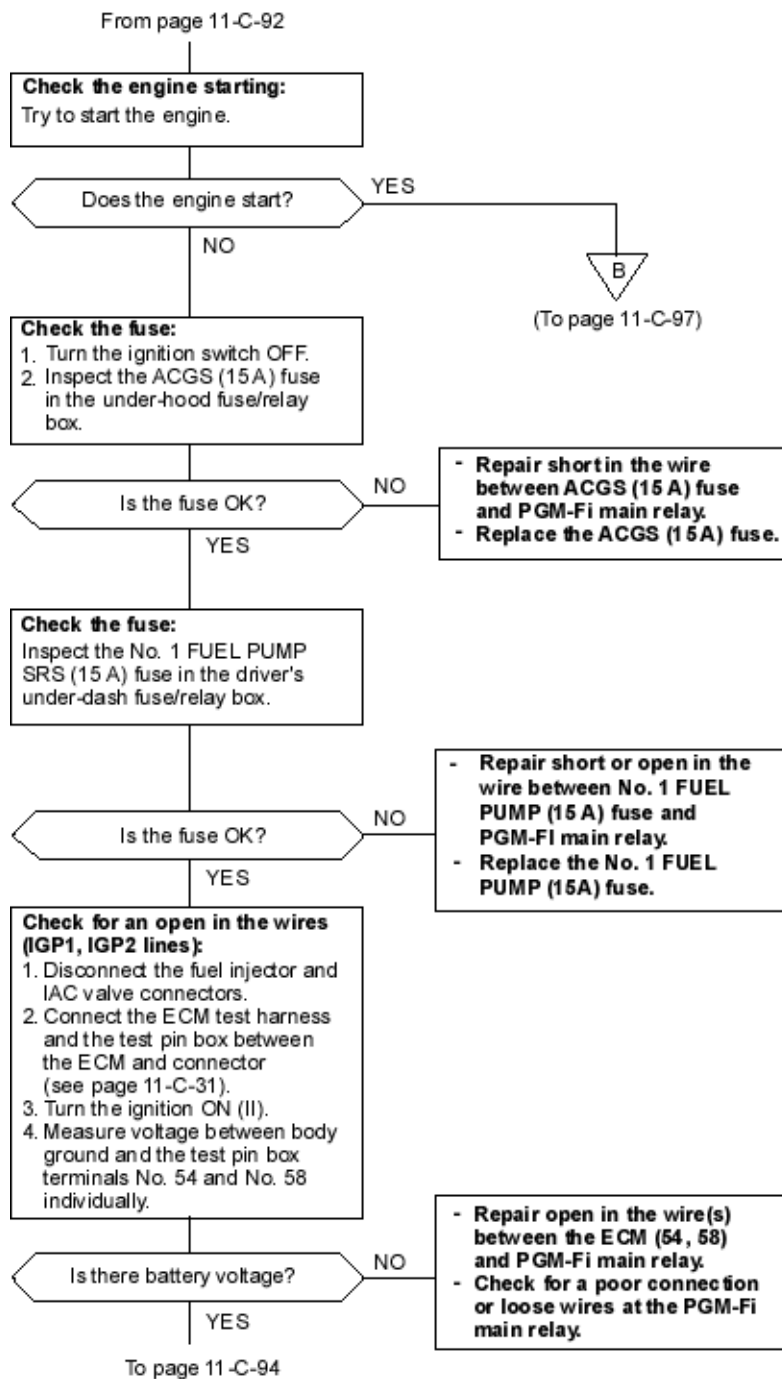 From page 11-C-92
Check the engine starting:
Try to start the engine.
Does the engine start?
YES
NO
B
(To page 11-C-97)
Check the fuse:
1. Turn the ignition switch OFF.
2. Inspect the ACGS (15 A) fuse
in the under-hood fuse/relay
box.
Is the fuse OK?
NO
- Repair short in the wire
between ACGS (15 A) fuse
and PGM-Fi main relay.
- Replace the ACGS (15 A) fuse.
YES
Check the fuse:
Inspect the No. 1 FUEL PUMP
SRS (15 A) fuse in the driver's
under-dash fuse/relay box.
Is the fuse OK?
NO
- Repair short or open in the
wire between No. 1 FUEL
PUMP (15 A) fuse and
PGM-FI main relay.
- Replace the No. 1 FUEL
PUMP (15A) fuse.
YES
Check for an open in the wires
(IGP1, IGP2 lines):
1. Disconnect the fuel injector and
IAC valve connectors.
2. Connect the ECM test harness
and the test pin box between
the ECM and connector
(see page 11-C-31).
3. Turn the ignition ON (II).
4. Measure voltage between body
ground and the test pin box
terminals No. 54 and No. 58
individually.
Is there battery voltage?
NO
- Repair open in the wire(s)
between the ECM (54, 58)
and PGM-Fi main relay.
- Check for a poor connection
or loose wires at the PGM-Fi
main relay.
YES
To page 11-C-94